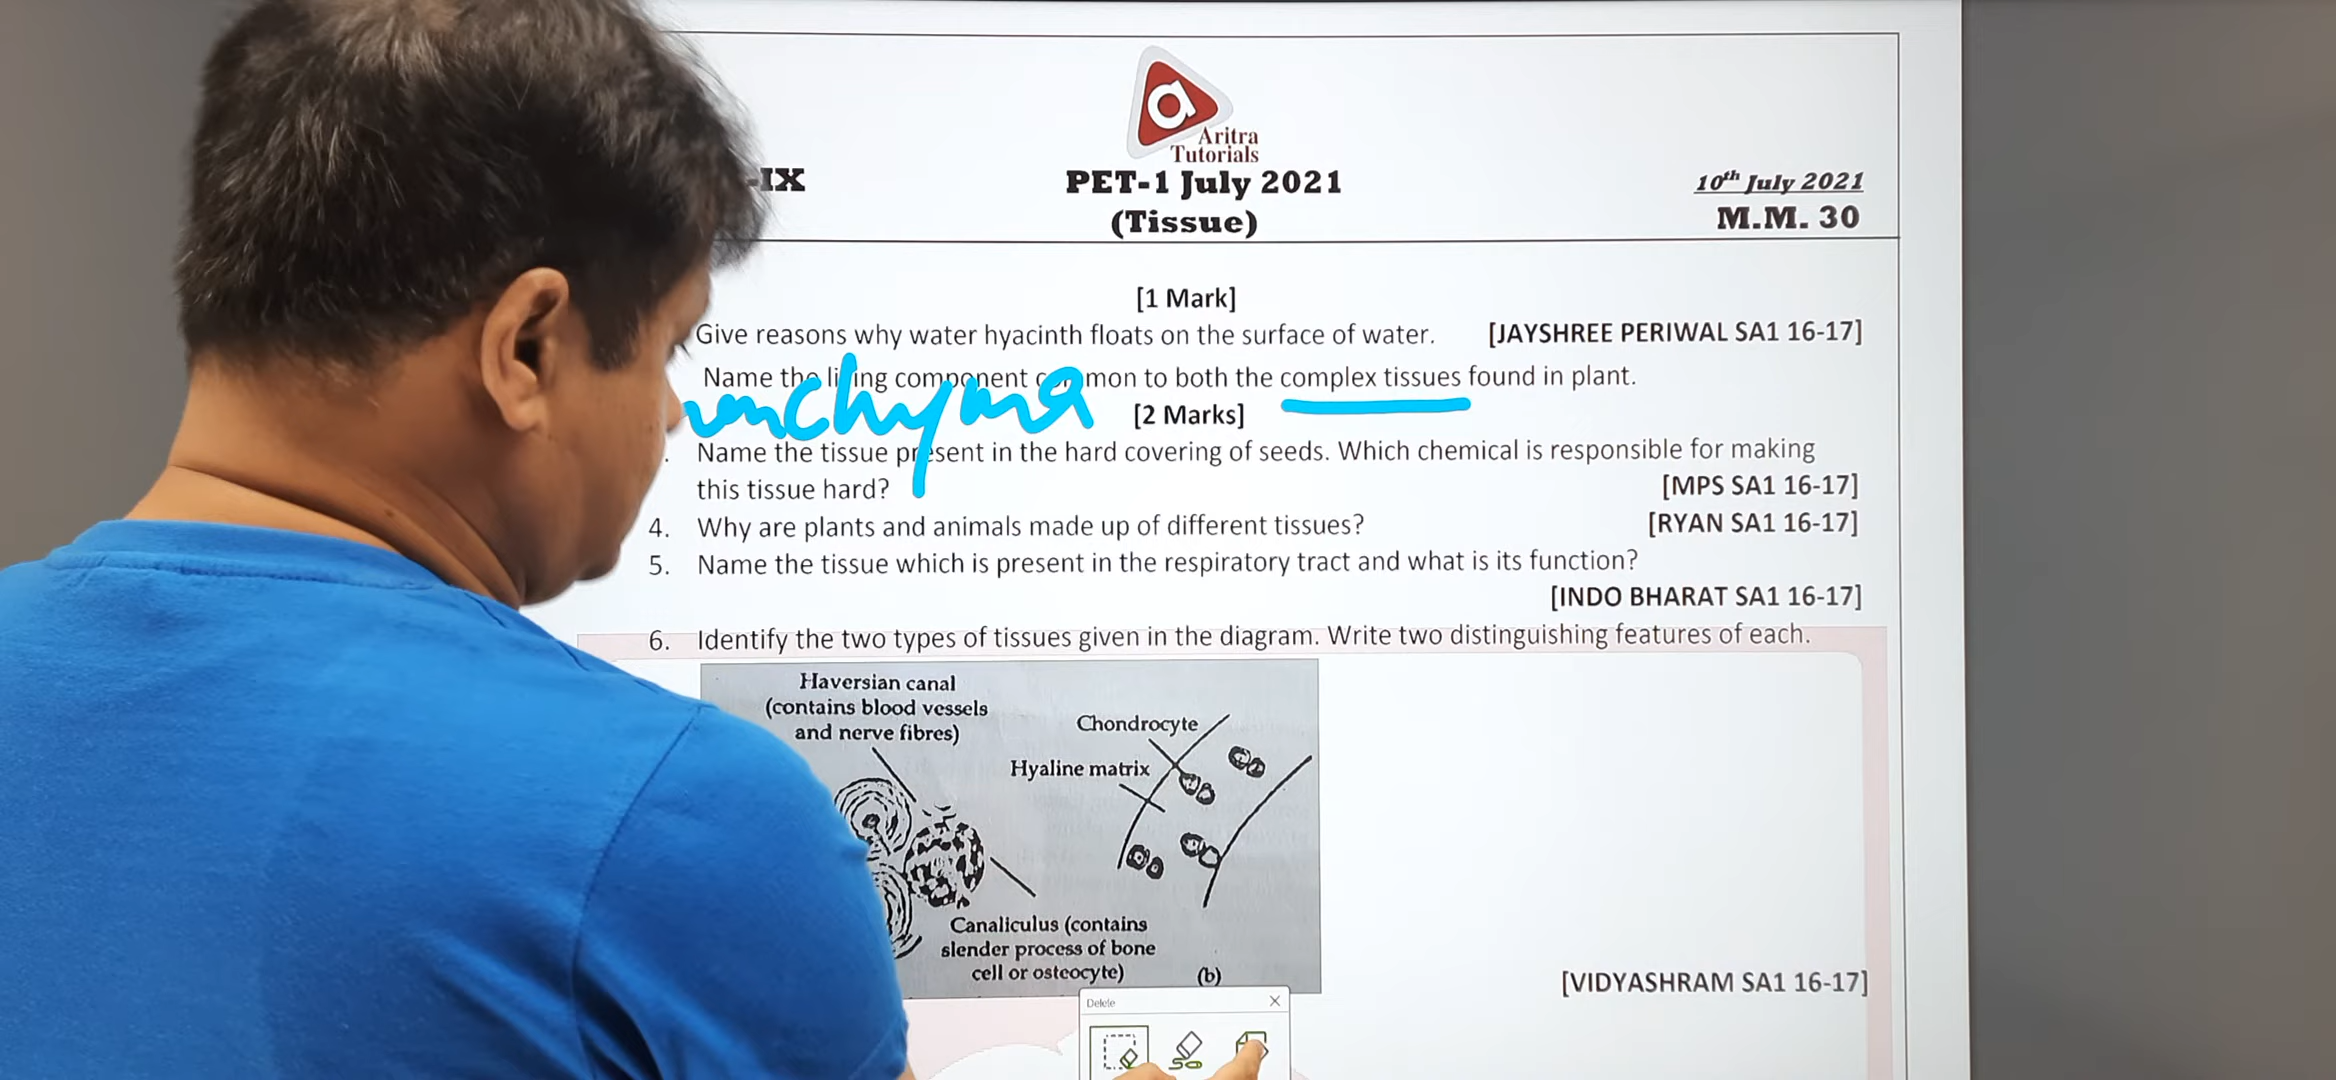 a
Aritra
Tutorials
-IX
PET-1 July 2021
10th July 2021
(Tissue)
M.M. 30
[1 Mark]
Give reasons why water hyacinth floats on the surface of water. [JAYSHREE PERIWAL SA1 16-17]
Name the living component common to both the complex tissues found in plant.
enchyma
[2 Marks]
. Name the tissue present in the hard covering of seeds. Which chemical is responsible for making
this tissue hard? [MPS SA1 16-17]
4. Why are plants and animals made up of different tissues? [RYAN SA1 16-17]
5. Name the tissue which is present in the respiratory tract and what is its function?
[INDO BHARAT SA1 16-17]
6. Identify the two types of tissues given in the diagram. Write two distinguishing features of each.
Haversian canal
(contains blood vessels
and nerve fibres)
Chondrocyte
Hyaline matrix
Canaliculus (contains
slender process of bone
cell or osteocyte)
(b)
[VIDYASHRAM SA1 16-17]
Delete